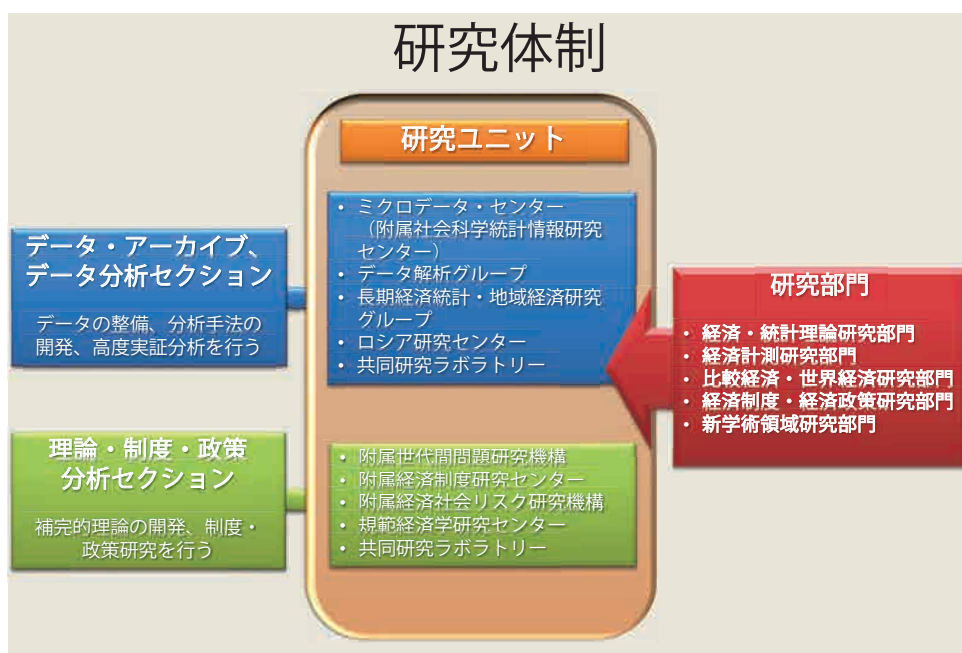 研究体制
研究ユニット
データ・アーカイブ、
データ分析セクション
データの整備、分析手法の
開発、高度実証分析を行う
• ミクロデータ・センター
（附属社会科学統計情報研究
センター）
• データ解析グループ
• 長期経済統計・地域経済研究
グループ
• ロシア研究センター
• 共同研究ラボラトリー
理論・制度・政策
分析セクション
補完的理論の開発、制度・
政策研究を行う
• 附属世代間問題研究機構
• 附属経済制度研究センター
• 附属経済社会リスク研究機構
• 規範経済学研究センター
• 共同研究ラボラトリー
研究部門
• 経済・統計理論研究部門
• 経済計測研究部門
• 比較経済・世界経済研究部門
• 経済制度・経済政策研究部門
• 新学術領域研究部門